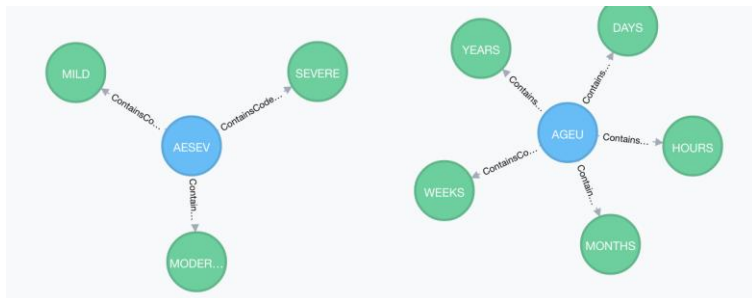 MILD
SEVERE
ContainsCo...
ContainsCode...
AESEV
Contain...
MODER...
DAYS
YEARS
Contains...
Contains...
AGEU
Contains...
HOURS
ContainsCo...
WEEKS
Contain...
MONTHS